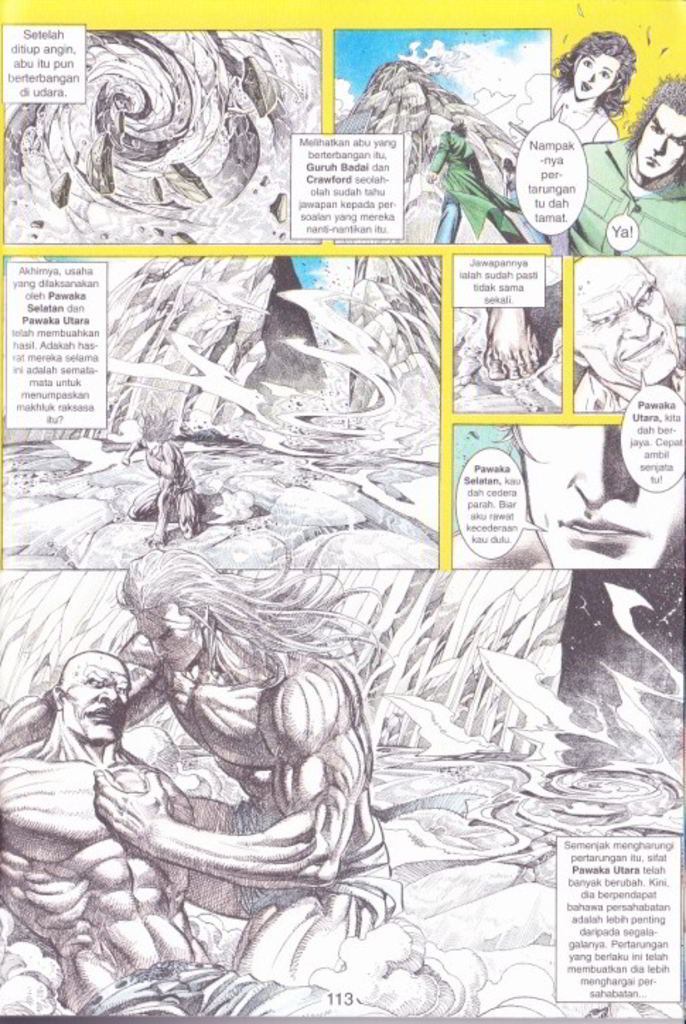 Setelah
ditiup angin,
abu itu pun
berterbangan
di udara.
Melihatkan abu yang
berterbangan itu,
Guruh Badai dan
Crawford seolah-
olah sudah tahu
jawapan kepada per-
soalan yang mereka
nanti-nantikan itu.
Nampak
-nya per-
tarungan
tu dah
tamat.
Ya!
Akhirnya, usaha
yang dilaksanakan
oleh Pawaka
Selatan dan
Pawaka Utara
telah membuahkan
hasil. Adakah has-
rat mereka selama
ini adalah semata-
mata untuk
menumpaskan
makhluk raksasa
itu?
Jawapannya
ialah sudah pasti
tidak sama
sekali.
Pawaka
Utara, kita
dah ber-
jaya. Cepat
ambil
senjata
tu!
Pawaka
Selatan, kau
dah cedera
parah. Biar
aku rawat
kecederaan
kau dulu.
Semenjak mengharungi
pertarungan itu, sifat
Pawaka Utara telah
banyak berubah. Kini,
dia berpendapat
bahawa persahabatan
adalah lebih penting
daripada segala-
galanya. Pertarungan
yang berlaku ini telah
membuatkan dia lebih
menghargai per-
sahabatan...
113